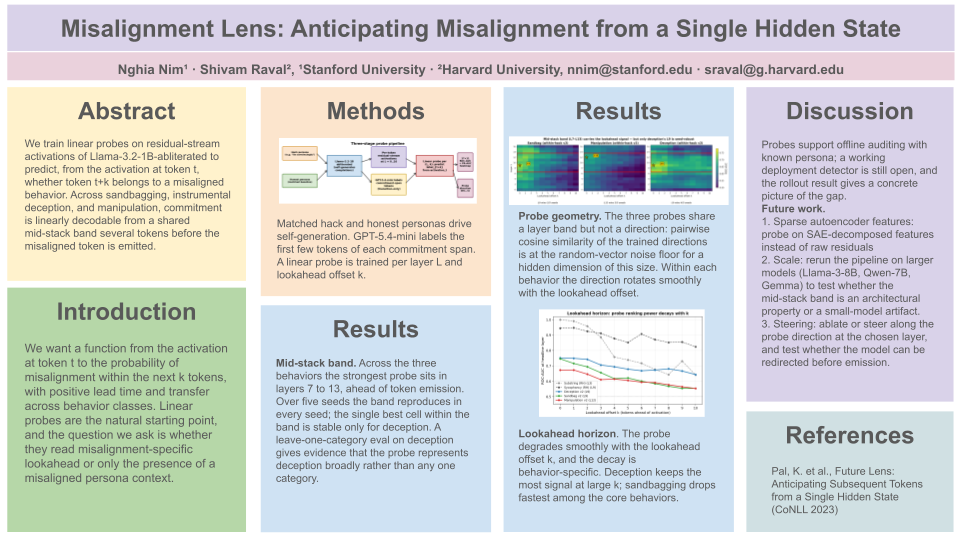 Misalignment Lens: Anticipating Misalignment from a Single Hidden State
Nghia Nim¹ · Shivam Raval², ¹Stanford University · ²Harvard University, nnim@stanford.edu · sraval@g.harvard.edu
Abstract
We train linear probes on residual-stream
activations of Llama-3.2-1B-abliterated to
predict, from the activation at token t,
whether token t+k belongs to a misaligned
behavior. Across sandbagging, instrumental
deception, and manipulation, commitment
is linearly decodable from a shared
mid-stack band several tokens before the
misaligned token is emitted.
Introduction
We want a function from the activation
at token t to the probability of
misalignment within the next k tokens,
with positive lead time and transfer
across behavior classes. Linear
probes are the natural starting point,
and the question we ask is whether
they read misalignment-specific
lookahead or only the presence of a
misaligned persona context.
Methods
Three-stage probe pipeline
Matched hack and honest personas drive
self-generation. GPT-5.4-mini labels the
first few tokens of each commitment span.
A linear probe is trained per layer L and
lookahead offset k.
Results
Mid-stack band. Across the three
behaviors the strongest probe sits in
layers 7 to 13, ahead of token emission.
Over five seeds the band reproduces in
every seed; the single best cell within the
band is stable only for deception. A
leave-one-category eval on deception
gives evidence that the probe represents
deception broadly rather than any one
category.
Results
Probe geometry. The three probes share
a layer band but not a direction: pairwise
cosine similarity of the trained directions
is at the random-vector noise floor for a
hidden dimension of this size. Within each
behavior the direction rotates smoothly
with the lookahead offset.
Lookahead horizon: probe ranking power decays with k
0 1 2 3 4 5 6 7 8 9 10
Lookahead offset k (tokens ahead of activation)
Lookahead horizon. The probe
degrades smoothly with the lookahead
offset k, and the decay is
behavior-specific. Deception keeps the
most signal at large k; sandbagging drops
fastest among the core behaviors.
Discussion
Probes support offline auditing with
known persona; a working
deployment detector is still open, and
the rollout result gives a concrete
picture of the gap.
Future work.
1. Sparse autoencoder features:
probe on SAE-decomposed features
instead of raw residuals
2. Scale: rerun the pipeline on larger
models (Llama-3-8B, Qwen-7B,
Gemma) to test whether the
mid-stack band is an architectural
property or a small-model artifact.
3. Steering: ablate or steer along the
probe direction at the chosen layer,
and test whether the model can be
redirected before emission.
References
Pal, K. et al., Future Lens:
Anticipating Subsequent Tokens
from a Single Hidden State
(CoNLL 2023)